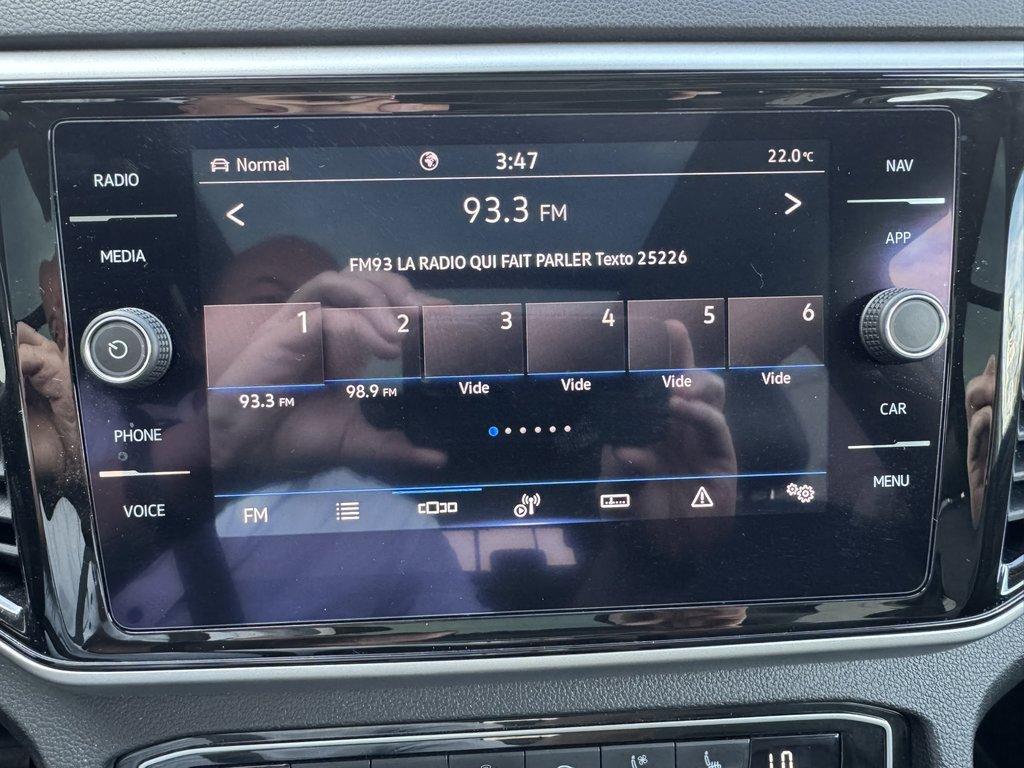 Normal 3:47 22.0°C
RADIO NAV
< 93.3 FM >
MEDIA APP
FM93 LA RADIO QUI FAIT PARLER Texto 25226
1 2 3 4 5 6
93.3 FM 98.9 FM Vide Vide Vide Vide
PHONE CAR
VOICE MENU
FM